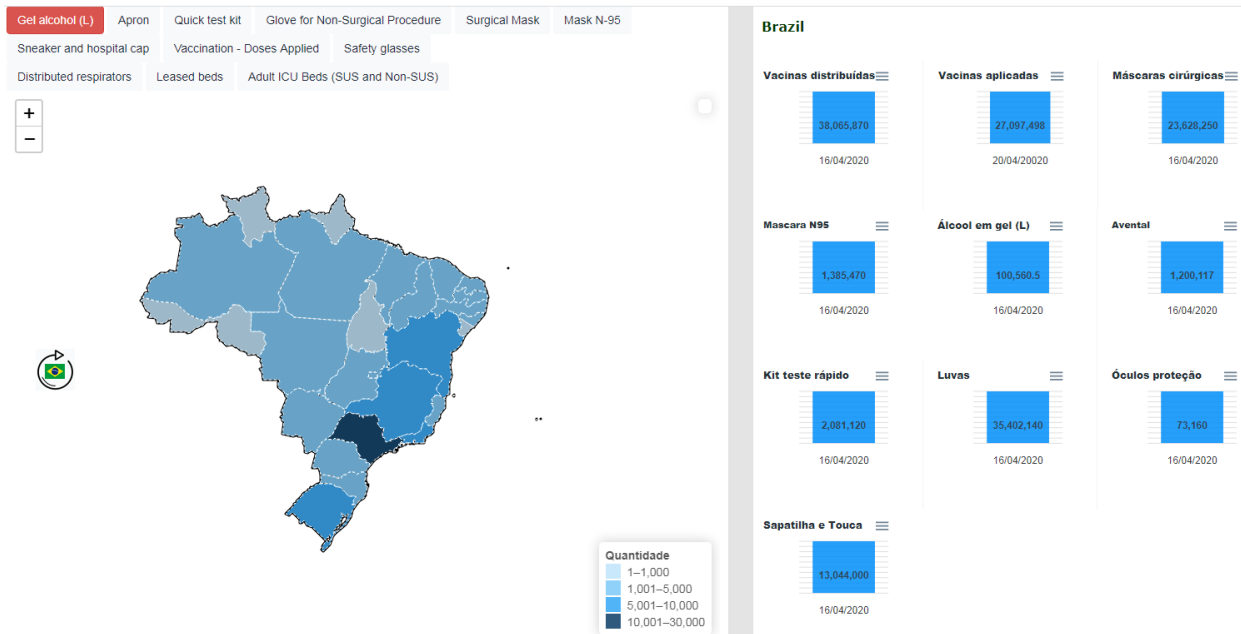 Gel alcohol (L) Apron Quick test kit Glove for Non-Surgical Procedure Surgical Mask Mask N-95
Sneaker and hospital cap Vaccination - Doses Applied Safety glasses
Distributed respirators Leased beds Adult ICU Beds (SUS and Non-SUS)
+
−
Quantidade
1–1,000
1,001–5,000
5,001–10,000
10,001–30,000
Brazil
Vacinas distribuídas Vacinas aplicadas Máscaras cirúrgicas
38,065,870 27,097,498 23,628,250
16/04/2020 20/04/20020 16/04/2020
Mascara N95 Álcool em gel (L) Avental
1,385,470 100,560.5 1,200,117
16/04/2020 16/04/2020 16/04/2020
Kit teste rápido Luvas Óculos proteção
2,081,120 35,402,140 73,160
16/04/2020 16/04/2020 16/04/2020
Sapatilha e Touca
13,044,000
16/04/2020